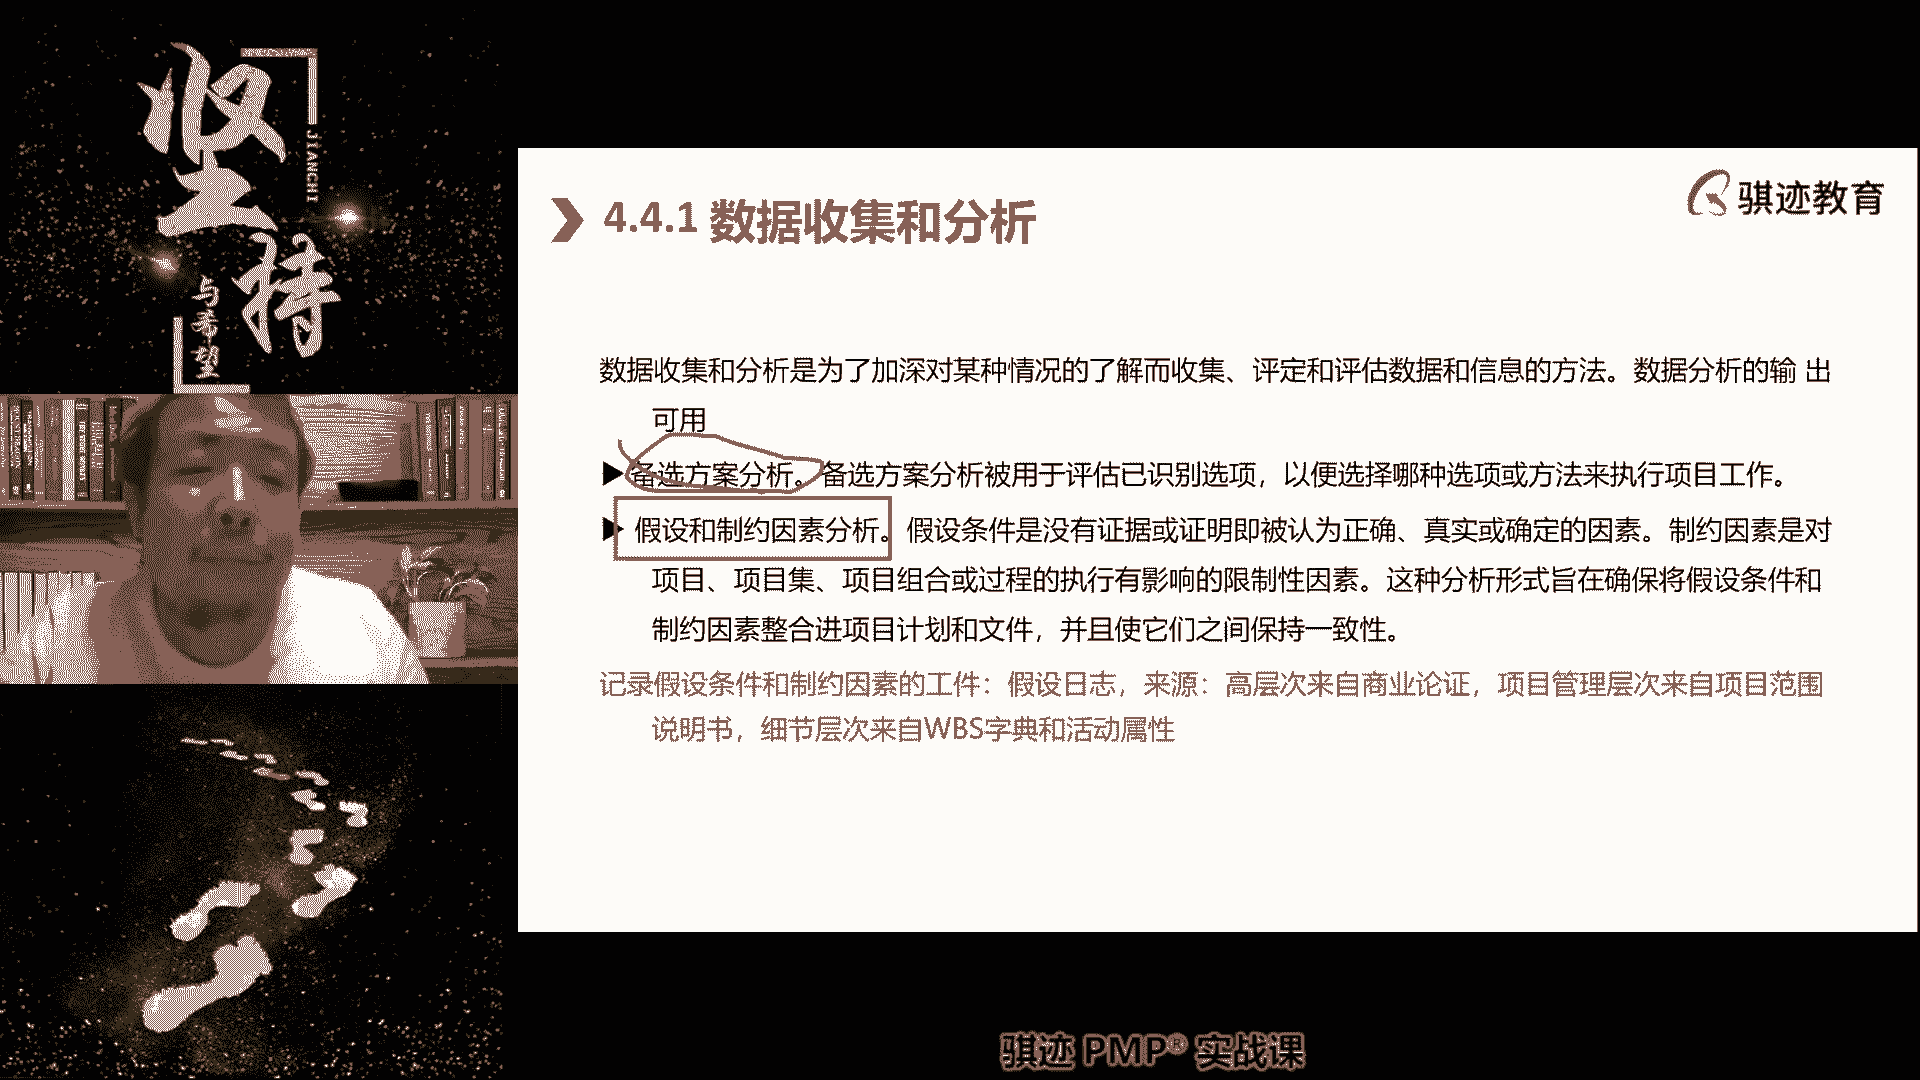 坚持
JIANCHI
与希望
骐迹教育
4.4.1 数据收集和分析
数据收集和分析是为了加深对某种情况的了解而收集、评定和评估数据和信息的方法。数据分析的输 出
可用
备选方案分析。备选方案分析被用于评估已识别选项，以便选择哪种选项或方法来执行项目工作。
假设和制约因素分析。假设条件是没有证据或证明即被认为正确、真实或确定的因素。制约因素是对
项目、项目集、项目组合或过程的执行有影响的限制性因素。这种分析形式旨在确保将假设条件和
制约因素整合进项目计划和文件，并且使它们之间保持一致性。
记录假设条件和制约因素的工件：假设日志，来源：高层次来自商业论证，项目管理层次来自项目范围
说明书，细节层次来自WBS字典和活动属性
骐迹 PMP® 实战课